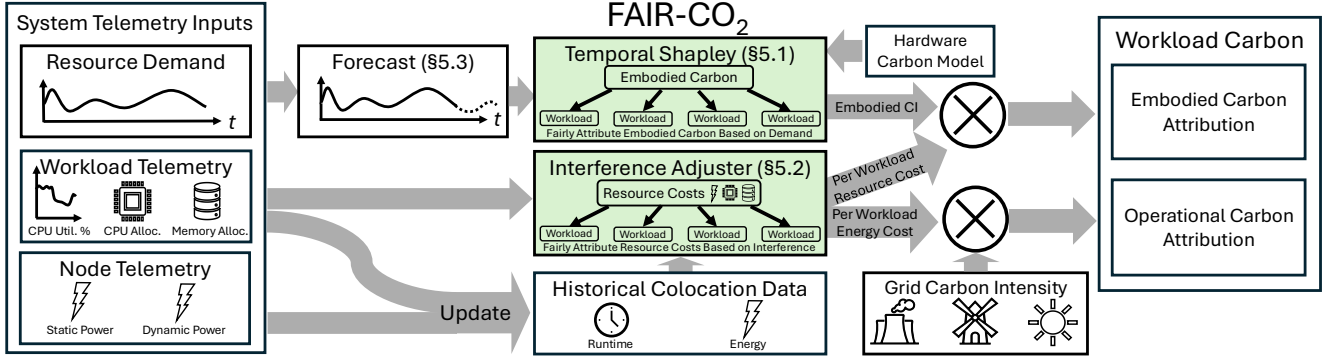 System Telemetry Inputs
Resource Demand
t
Workload Telemetry
CPU Util. %
CPU Alloc.
Memory Alloc.
Node Telemetry
Static Power
Dynamic Power
Forecast (§5.3)
t
Update
FAIR-CO2
Temporal Shapley (§5.1)
Embodied Carbon
Workload
Workload
Workload
Workload
Fairly Attribute Embodied Carbon Based on Demand
Interference Adjuster (§5.2)
Resource Costs
Workload
Workload
Workload
Workload
Fairly Attribute Resource Costs Based on Interference
Historical Colocation Data
Runtime
Energy
Hardware
Carbon Model
Embodied CI
Per Workload
Resource Cost
Per Workload
Energy Cost
Grid Carbon Intensity
Workload Carbon
Embodied Carbon
Attribution
Operational Carbon
Attribution